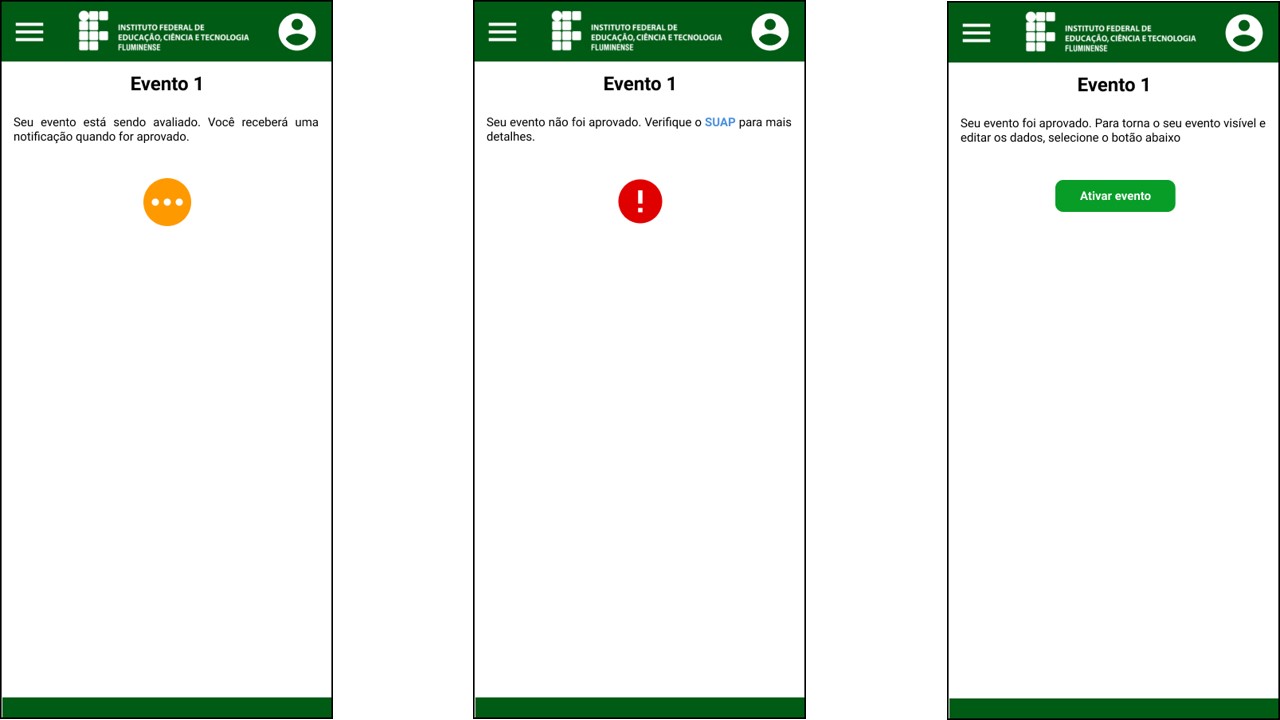 INSTITUTO FEDERAL DE
EDUCAÇÃO, CIÊNCIA E TECNOLOGIA
FLUMINENSE
Evento 1
Seu evento está sendo avaliado. Você receberá uma
notificação quando for aprovado.
INSTITUTO FEDERAL DE
EDUCAÇÃO, CIÊNCIA E TECNOLOGIA
FLUMINENSE
Evento 1
Seu evento não foi aprovado. Verifique o SUAP para mais
detalhes.
INSTITUTO FEDERAL DE
EDUCAÇÃO, CIÊNCIA E TECNOLOGIA
FLUMINENSE
Evento 1
Seu evento foi aprovado. Para torna o seu evento visível e
editar os dados, selecione o botão abaixo
Ativar evento